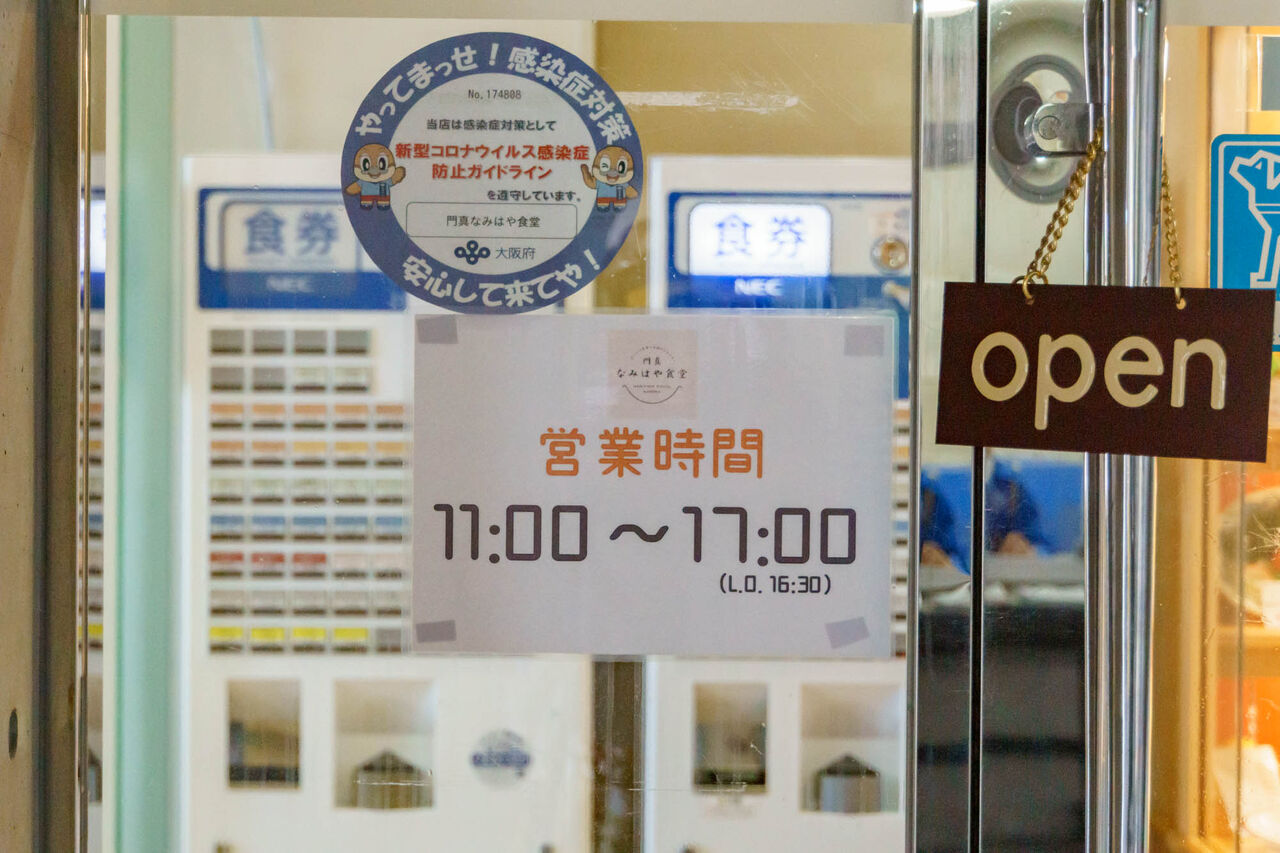 やってまっせ！感染症対策
No.174808
当店は感染症対策として
新型コロナウイルス感染症
防止ガイドライン
を遵守しています。
門真なみはや食堂
大阪府
安心して来てや！
食券
NEC
食券
NEC
門真
なみはや食堂
営業時間
11:00～17:00
(L.O. 16:30)
open